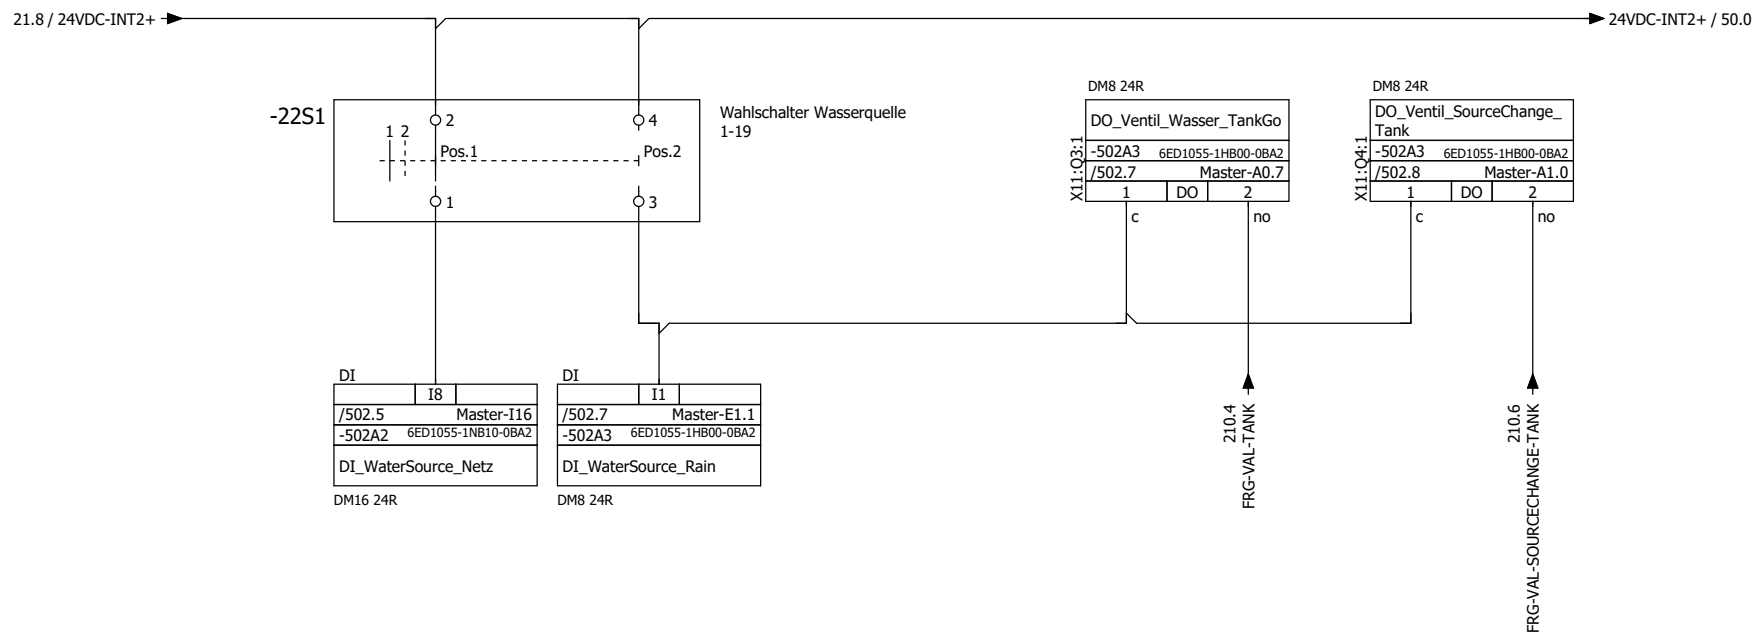 21.8 / 24VDC-INT2+
24VDC-INT2+ / 50.0
-22S1
1 2
2
Pos.1
1
4
Pos.2
3
Wahlschalter Wasserquelle
1-19
DM8 24R
DO_Ventil_Wasser_TankGo
-502A3 6ED1055-1HB00-0BA2
/502.7 Master-A0.7
1 DO 2
c no
X11:Q3:1
DM8 24R
DO_Ventil_SourceChange_
Tank
-502A3 6ED1055-1HB00-0BA2
/502.8 Master-A1.0
1 DO 2
c no
X11:Q4:1
DI
I8
/502.5 Master-I16
-502A2 6ED1055-1NB10-0BA2
DI_WaterSource_Netz
DM16 24R
DI
I1
/502.7 Master-E1.1
-502A3 6ED1055-1HB00-0BA2
DI_WaterSource_Rain
DM8 24R
210.4
FRG-VAL-TANK
210.6
FRG-VAL-SOURCECHANGE-TANK